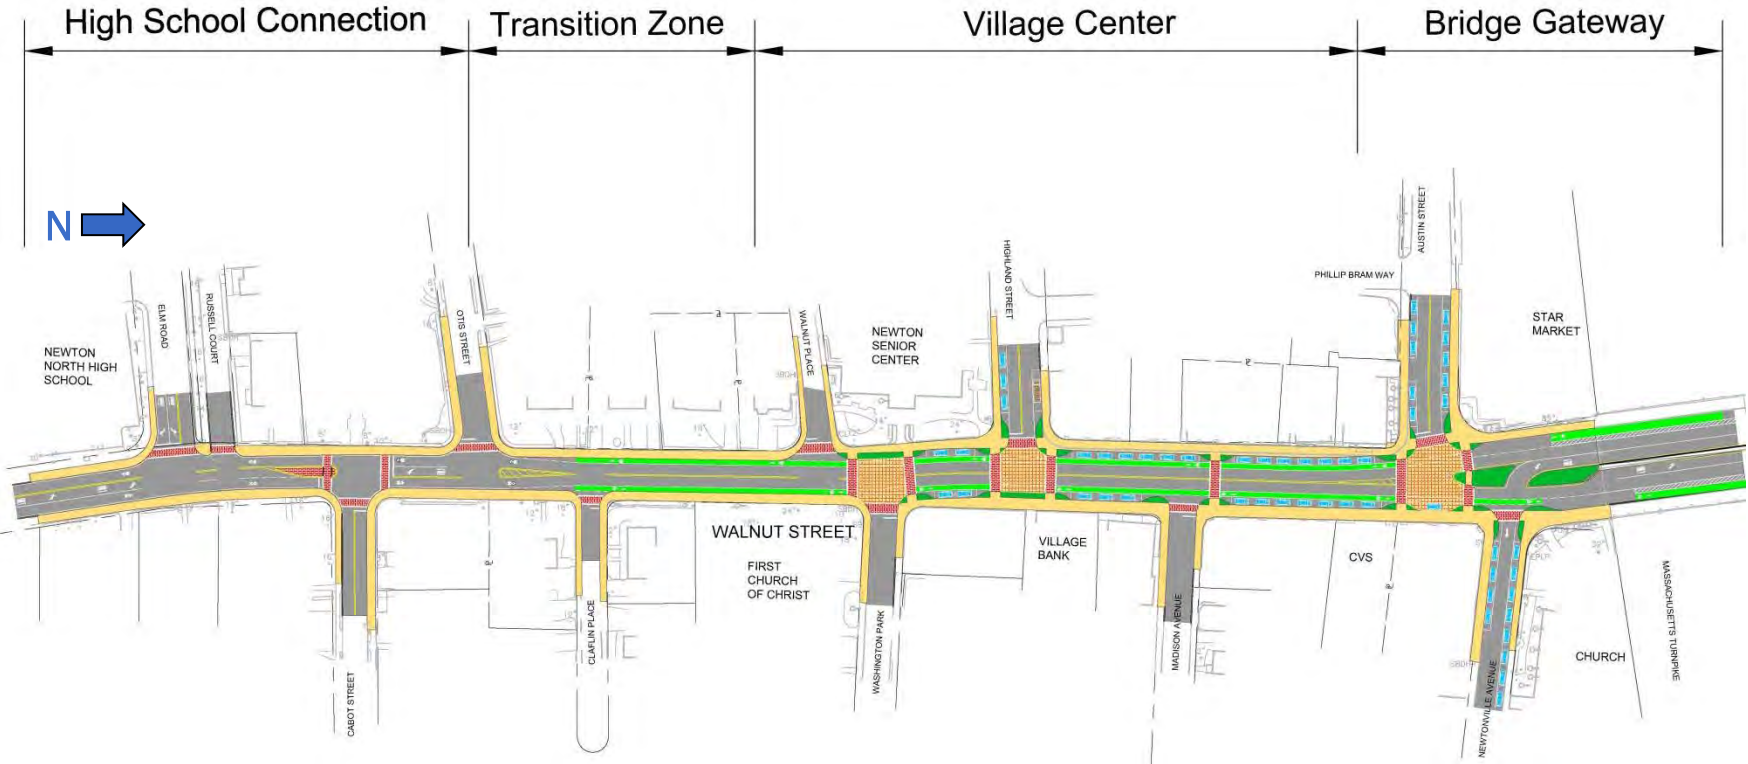 High School Connection
Transition Zone
Village Center
Bridge Gateway
N
ELM ROAD
RUSSELL COURT
OTIS STREET
WALNUT PLACE
HIGHLAND STREET
AUSTIN STREET
PHILLIP BRAM WAY
NEWTON
NORTH HIGH
SCHOOL
NEWTON
SENIOR
CENTER
STAR
MARKET
WALNUT STREET
FIRST
CHURCH
OF CHRIST
VILLAGE
BANK
CVS
CHURCH
CABOT STREET
CLAFLIN PLACE
WASHINGTON PARK
MADISON AVENUE
NEWTONVILLE AVENUE
MASSACHUSETTS TURNPIKE